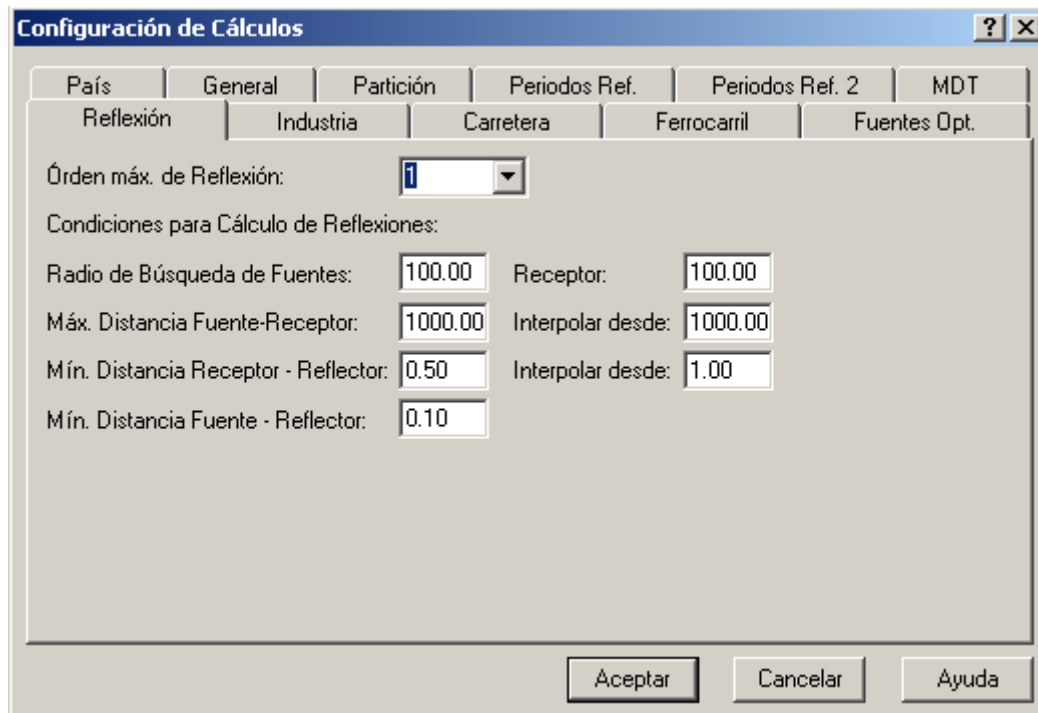 Configuración de Cálculos
País General Partición Periodos Ref. Periodos Ref. 2 MDT
Reflexión Industria Carretera Ferrocarril Fuentes Opt.
Órden máx. de Reflexión: 1
Condiciones para Cálculo de Reflexiones:
Radio de Búsqueda de Fuentes: 100.00 Receptor: 100.00
Máx. Distancia Fuente-Receptor: 1000.00 Interpolar desde: 1000.00
Mín. Distancia Receptor - Reflector: 0.50 Interpolar desde: 1.00
Mín. Distancia Fuente - Reflector: 0.10
Aceptar Cancelar Ayuda